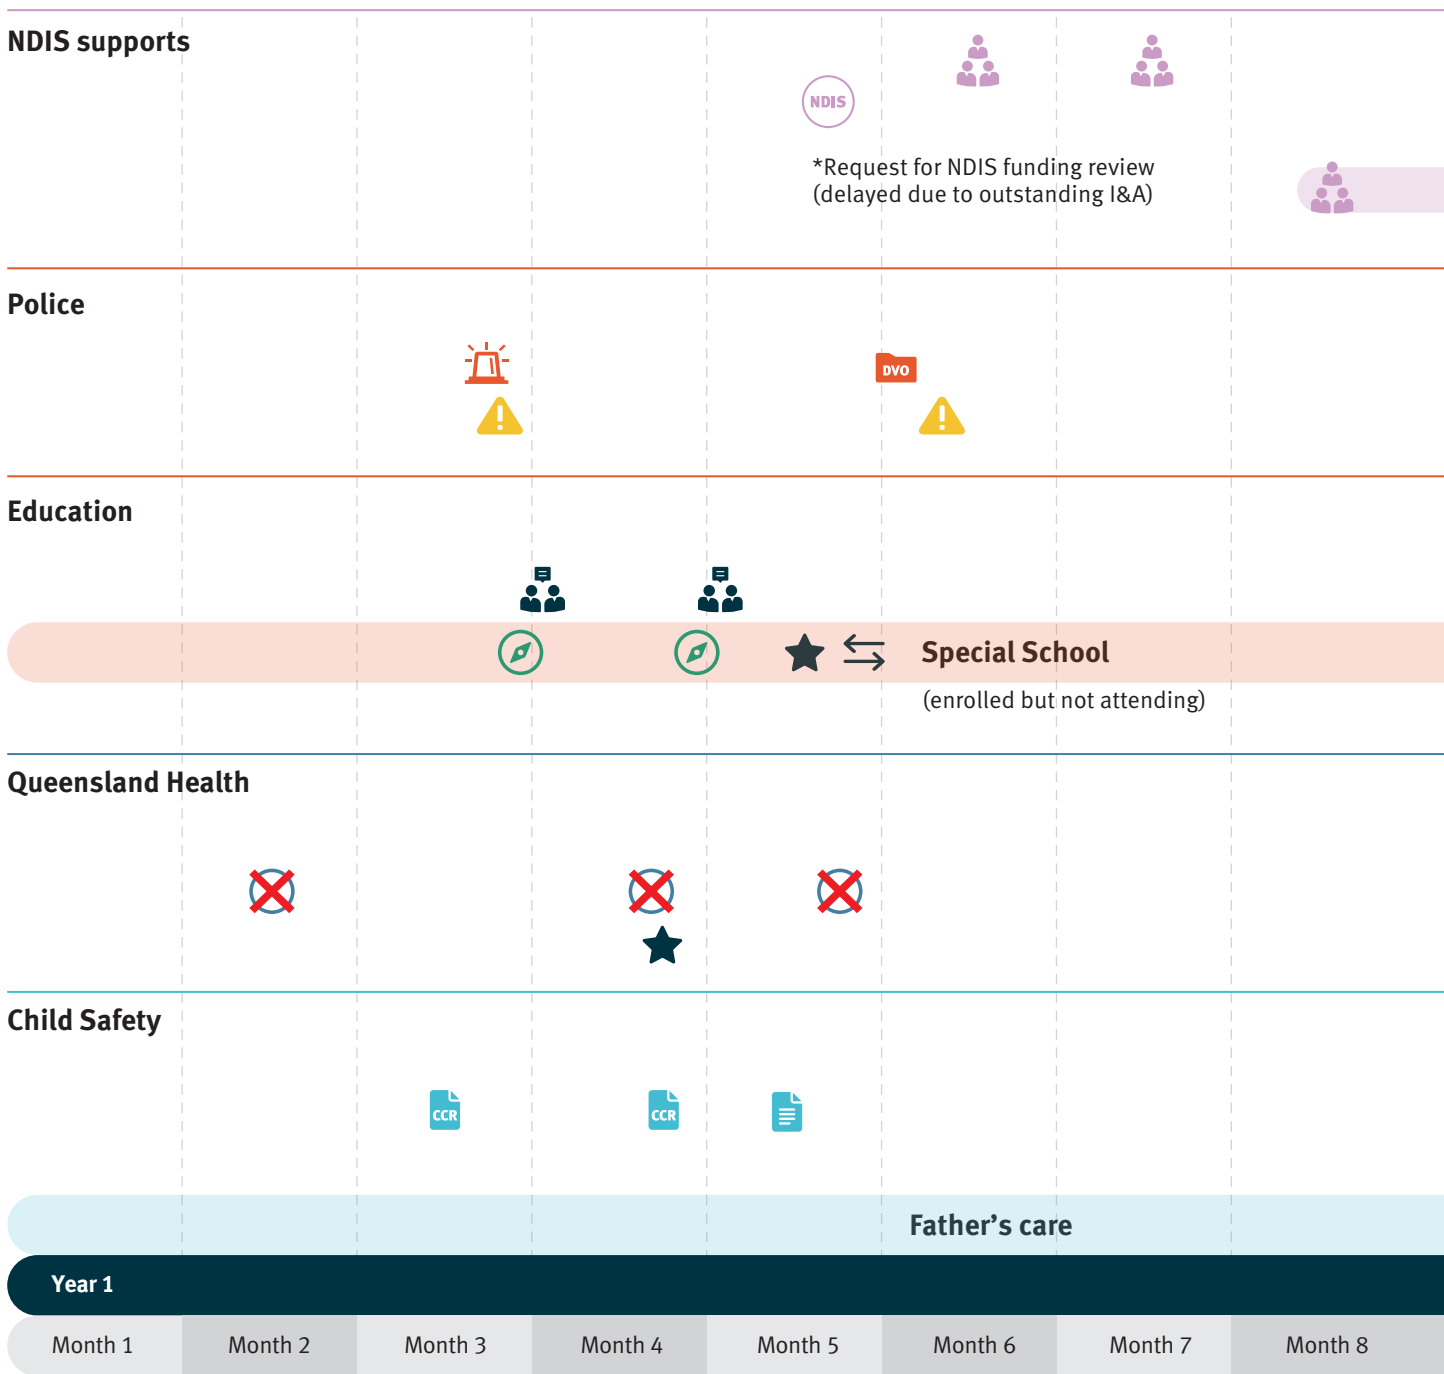 NDIS supports
NDIS
*Request for NDIS funding review
(delayed due to outstanding I&A)
Police
DVO
Education
Special School
(enrolled but not attending)
Queensland Health
Child Safety
CCR
CCR
Father’s care
Year 1
Month 1
Month 2
Month 3
Month 4
Month 5
Month 6
Month 7
Month 8